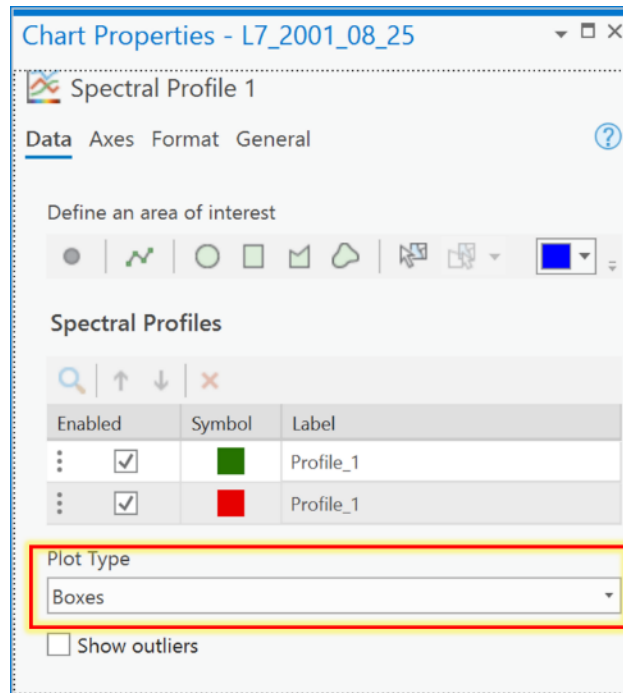 Chart Properties - L7_2001_08_25
Spectral Profile 1
Data Axes Format General
?
Define an area of interest
Spectral Profiles
Enabled Symbol Label
Profile_1
Profile_1
Plot Type
Boxes
Show outliers